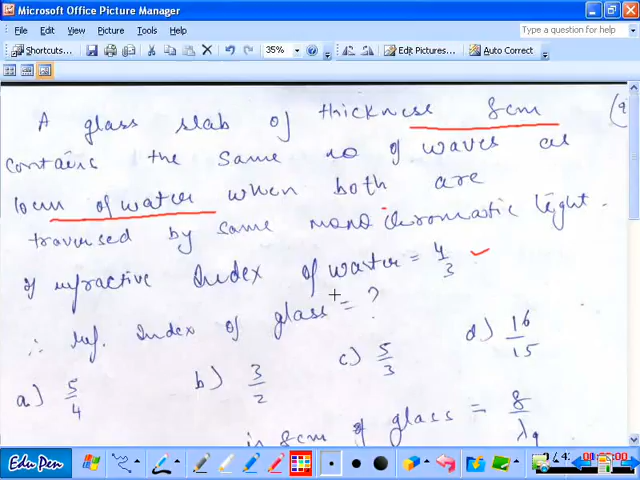 Microsoft Office Picture Manager
File Edit View Picture Tools Help
Type a question for help
Shortcuts... 35% Edit Pictures... Auto Correct
A glass slab of thickness 8cm
contains the same no of waves as
10cm of water when both are
traversed by same monochromatic light.
If refractive Index of water = 4/3
∴ Ref. Index of glass = ?
a) 5/4 b) 3/2 c) 5/3 d) 16/15
in 8cm of glass = 8/λg
Edu Pen